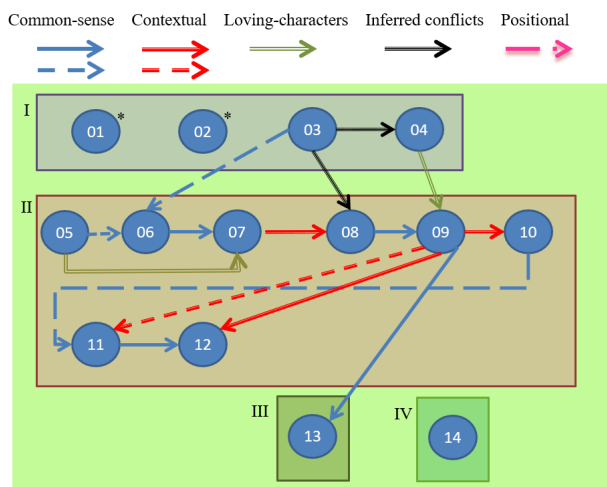 Common-sense Contextual Loving-characters Inferred conflicts Positional
I
01 * 02 * 03 04
II
05 06 07 08 09 10
11 12
III IV
13 14